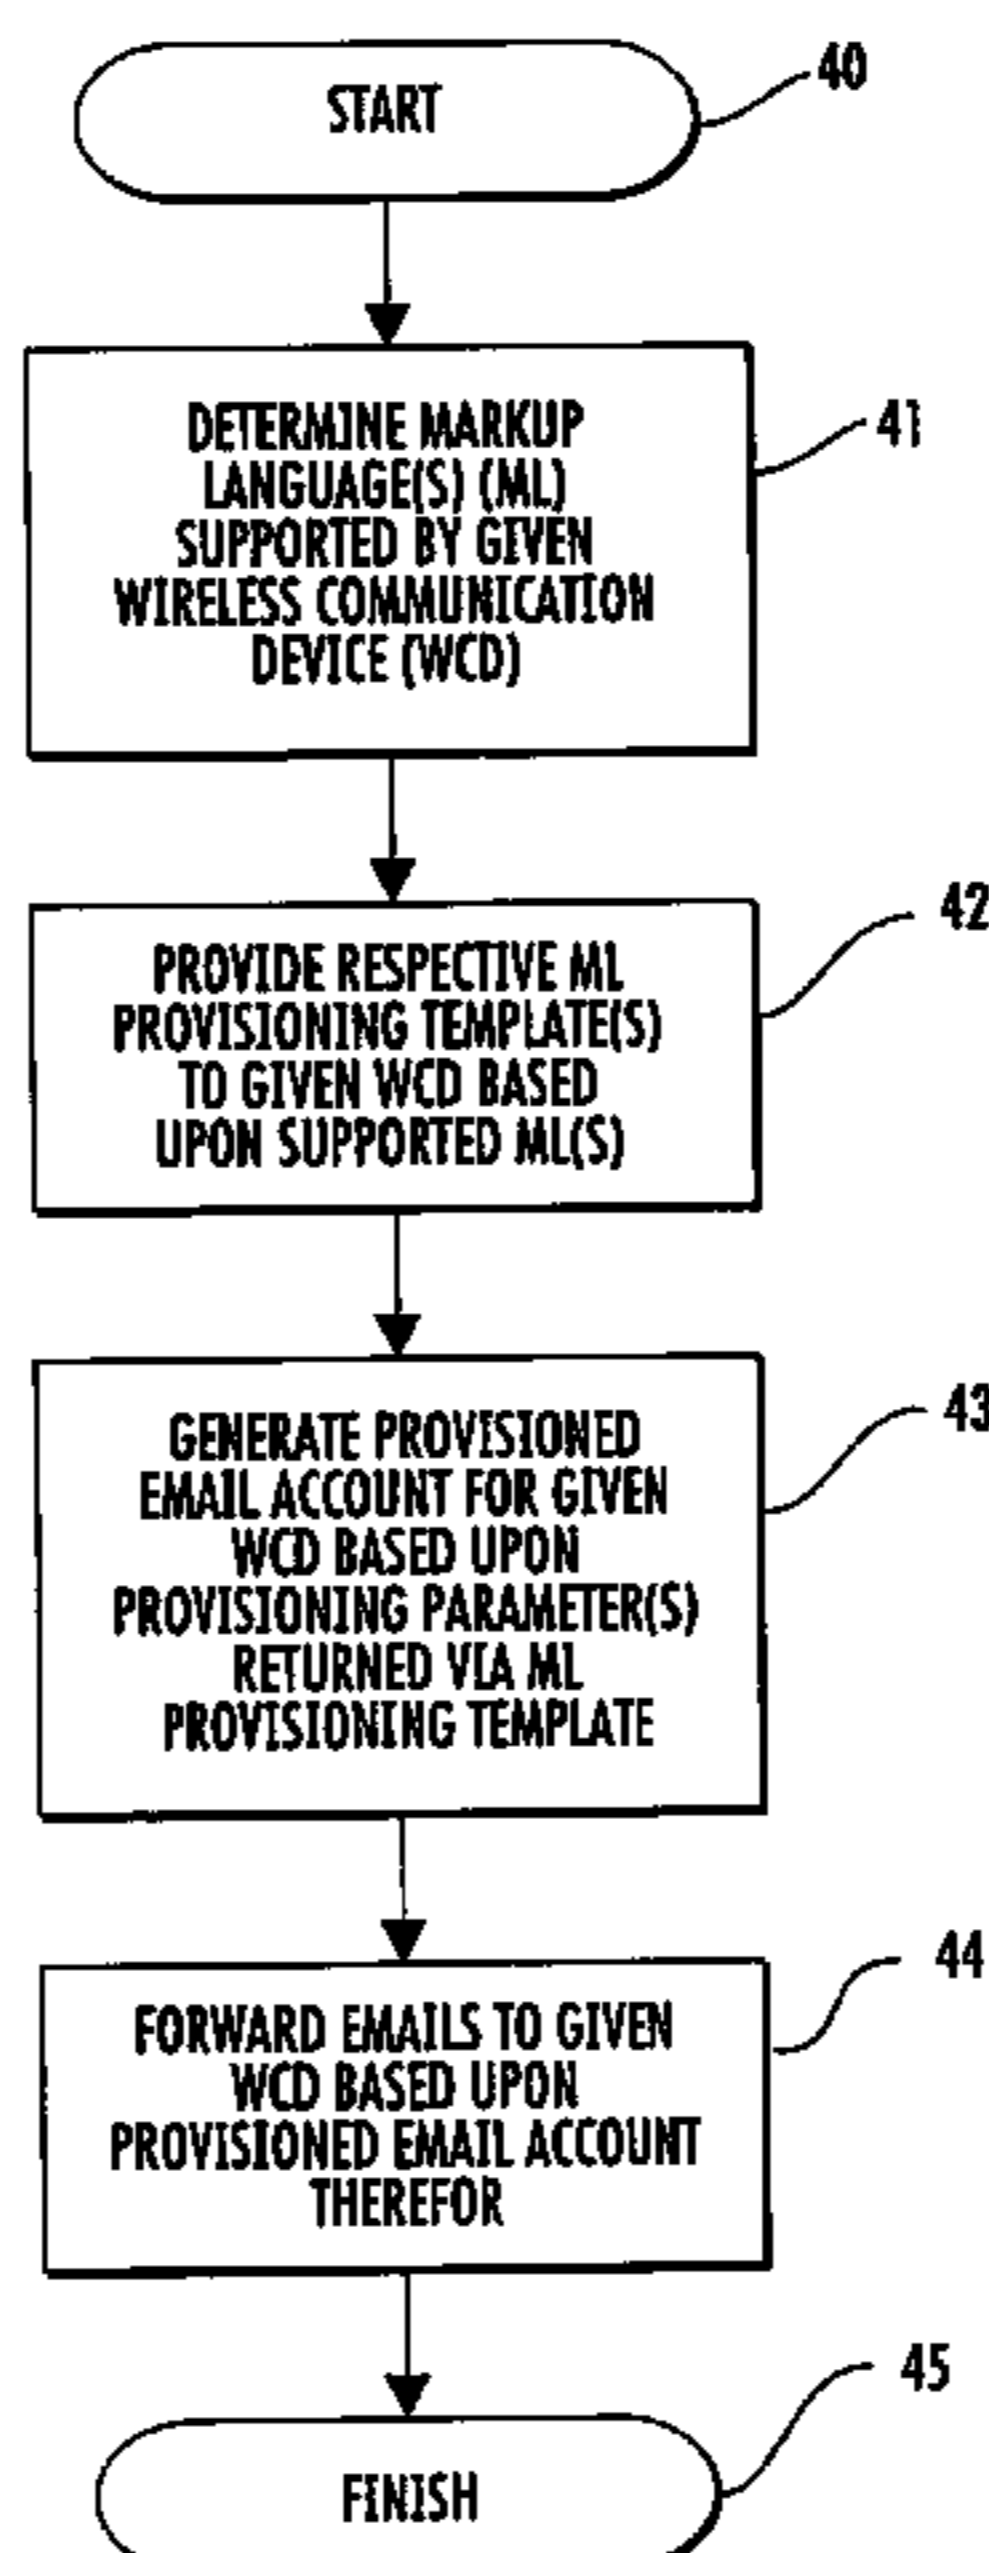 START
40
DETERMINE MARKUP
LANGUAGE(S) (ML)
SUPPORTED BY GIVEN
WIRELESS COMMUNICATION
DEVICE (WCD)
41
PROVIDE RESPECTIVE ML
PROVISIONING TEMPLATE(S)
TO GIVEN WCD BASED
UPON SUPPORTED ML(S)
42
GENERATE PROVISIONED
EMAIL ACCOUNT FOR GIVEN
WCD BASED UPON
PROVISIONING PARAMETER(S)
RETURNED VIA ML
PROVISIONING TEMPLATE
43
FORWARD EMAILS TO GIVEN
WCD BASED UPON
PROVISIONED EMAIL ACCOUNT
THEREFOR
44
FINISH
45